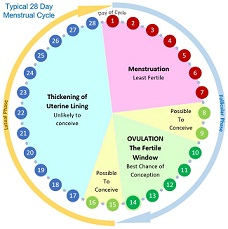 Typical 28 Day
Menstrual Cycle
Day of Cycle
28
1
2
3
4
5
6
7
8
9
10
11
12
13
14
15
16
17
18
19
20
21
22
23
24
25
26
27
Menstruation
Least Fertile
Thickening of
Uterine Lining
Unlikely to
conceive
Possible
To
Conceive
OVULATION
The Fertile
Window
Best Chance of
Conception
Possible
To
Conceive
Luteal Phase
Follicular Phase